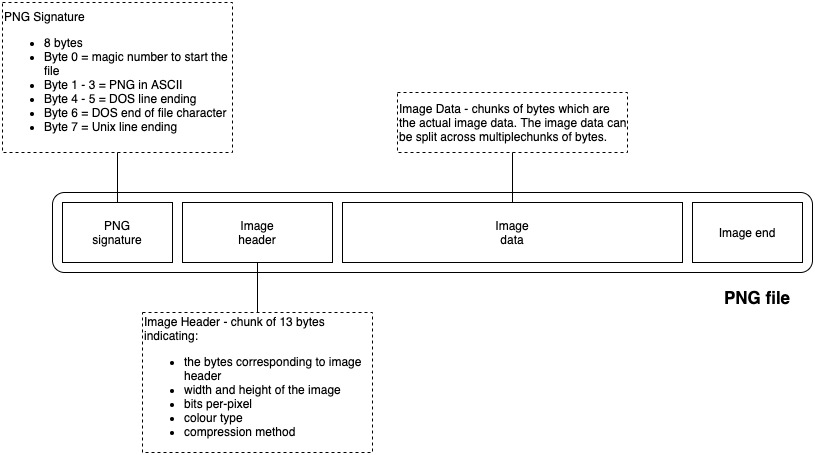 PNG Signature
• 8 bytes
• Byte 0 = magic number to start the
file
• Byte 1 - 3 = PNG in ASCII
• Byte 4 - 5 = DOS line ending
• Byte 6 = DOS end of file character
• Byte 7 = Unix line ending
Image Data - chunks of bytes which are
the actual image data. The image data can
be split across multiplechunks of bytes.
PNG
signature
Image
header
Image
data
Image end
PNG file
Image Header - chunk of 13 bytes
indicating:
• the bytes corresponding to image
header
• width and height of the image
• bits per-pixel
• colour type
• compression method